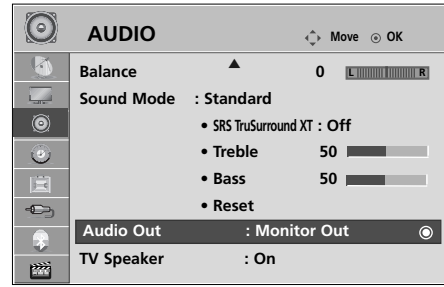 AUDIO Move OK
Balance 0 L R
Sound Mode : Standard
• SRS TruSurround XT : Off
• Treble 50
• Bass 50
• Reset
Audio Out : Monitor Out
TV Speaker : On